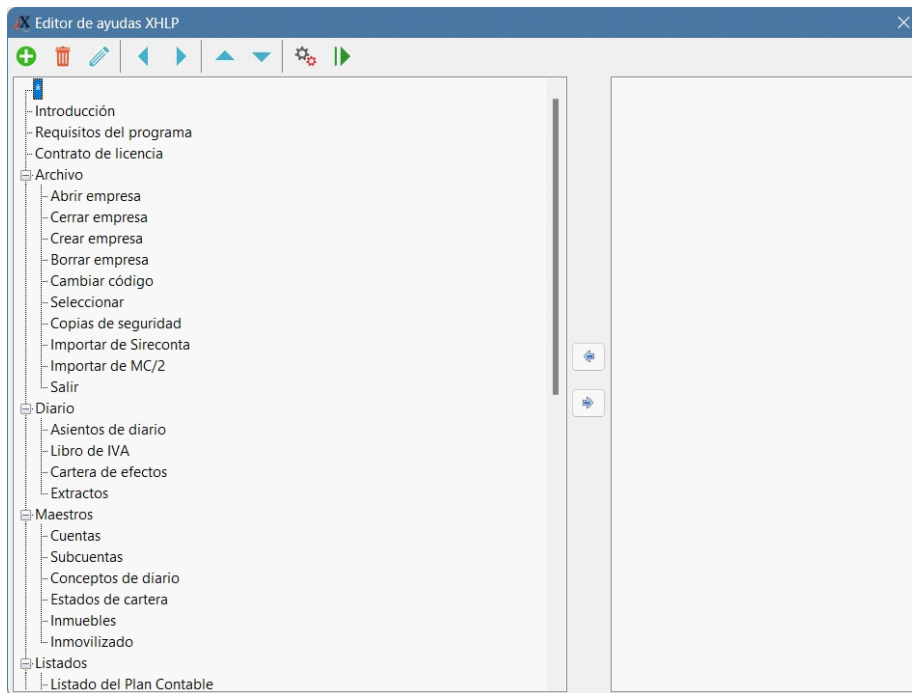 Editor de ayudas XHLP
*
Introducción
Requisitos del programa
Contrato de licencia
Archivo
Abrir empresa
Cerrar empresa
Crear empresa
Borrar empresa
Cambiar código
Seleccionar
Copias de seguridad
Importar de Sireconta
Importar de MC/2
Salir
Diario
Asientos de diario
Libro de IVA
Cartera de efectos
Extractos
Maestros
Cuentas
Subcuentas
Conceptos de diario
Estados de cartera
Inmuebles
Inmovilizado
Listados
Listado del Plan Contable